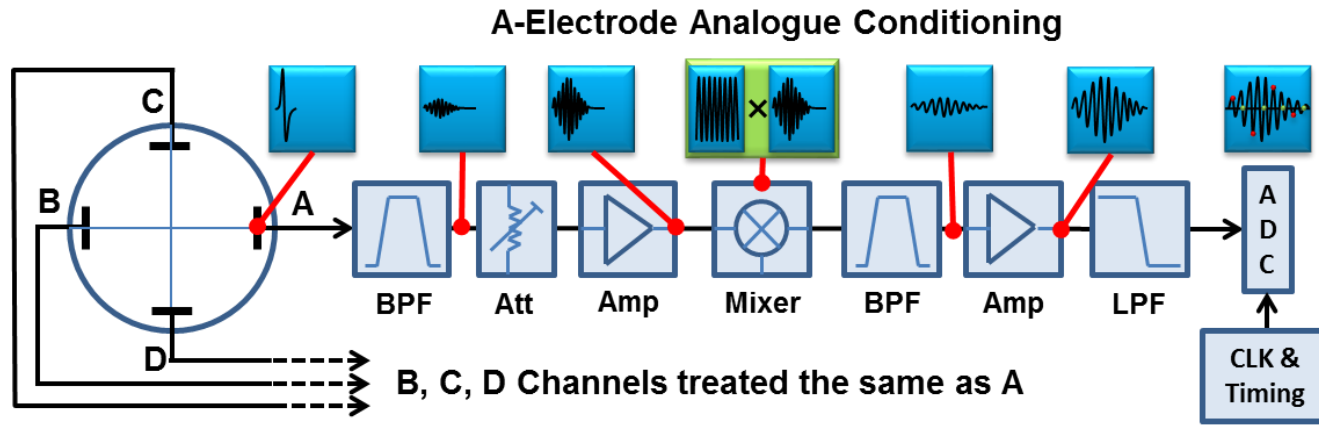 A-Electrode Analogue Conditioning
C
B
A
D
×
BPF
Att
Amp
Mixer
BPF
Amp
LPF
A
D
C
CLK &
Timing
B, C, D Channels treated the same as A